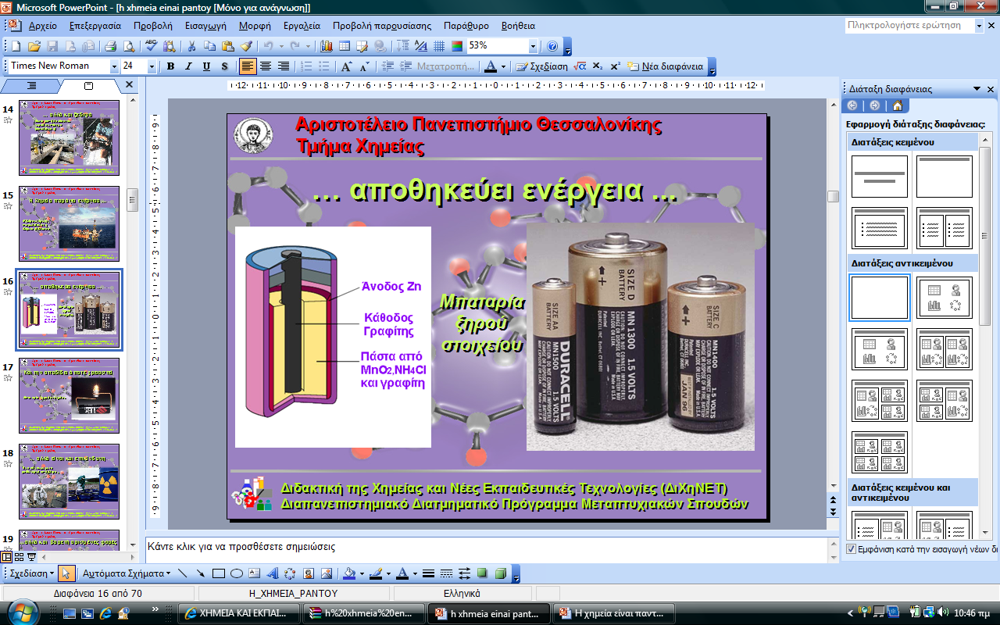 Microsoft PowerPoint - [h xhmeia einai pantoy [Μόνο για ανάγνωση]]
Αρχείο Επεξεργασία Προβολή Εισαγωγή Μορφή Εργαλεία Προβολή παρουσίασης Παράθυρο Βοήθεια
Πληκτρολογήστε ερώτηση
53%
Times New Roman 24
Μετατροπή... Σχεδίαση Νέα διαφάνεια
14
15
16
17
18
19
Αριστοτέλειο Πανεπιστήμιο Θεσσαλονίκης
Τμήμα Χημείας
... αποθηκεύει ενέργεια ...
Άνοδος Zn
Κάθοδος
Γραφίτης
Πάστα από
MnO2,NH4Cl
και γραφίτη
Μπαταρία
ξηρού
στοιχείου
SIZE AA
BATTERY
MN1500
DURACELL
1.5 VOLTS
SIZE D
BATTERY
MN1300 1.5 VOLTS
SIZE C
BATTERY
MN1400
1.5 VOLTS
JAN 96
Διδακτική της Χημείας και Νέες Εκπαιδευτικές Τεχνολογίες (ΔιΧηΝΕΤ)
Διαπανεπιστημιακό Διατμηματικό Πρόγραμμα Μεταπτυχιακών Σπουδών
Κάντε κλικ για να προσθέσετε σημειώσεις
Διάταξη διαφάνειας
Εφαρμογή διάταξης διαφάνειας:
Διατάξεις κειμένου
Διατάξεις αντικειμένου
Διατάξεις κειμένου και
αντικειμένου
Εμφάνιση κατά την εισαγωγή νέων δι
Σχεδίαση Αυτόματα Σχήματα
Διαφάνεια 16 από 70 H_XHMEIA_PANTOY Ελληνικά
ΧΗΜΕΙΑ ΚΑΙ ΕΚΠΑΙ... h%20xhmeia%20en... h xhmeia einai pant... Η χημεία είναι παντ... 10:46 πμ